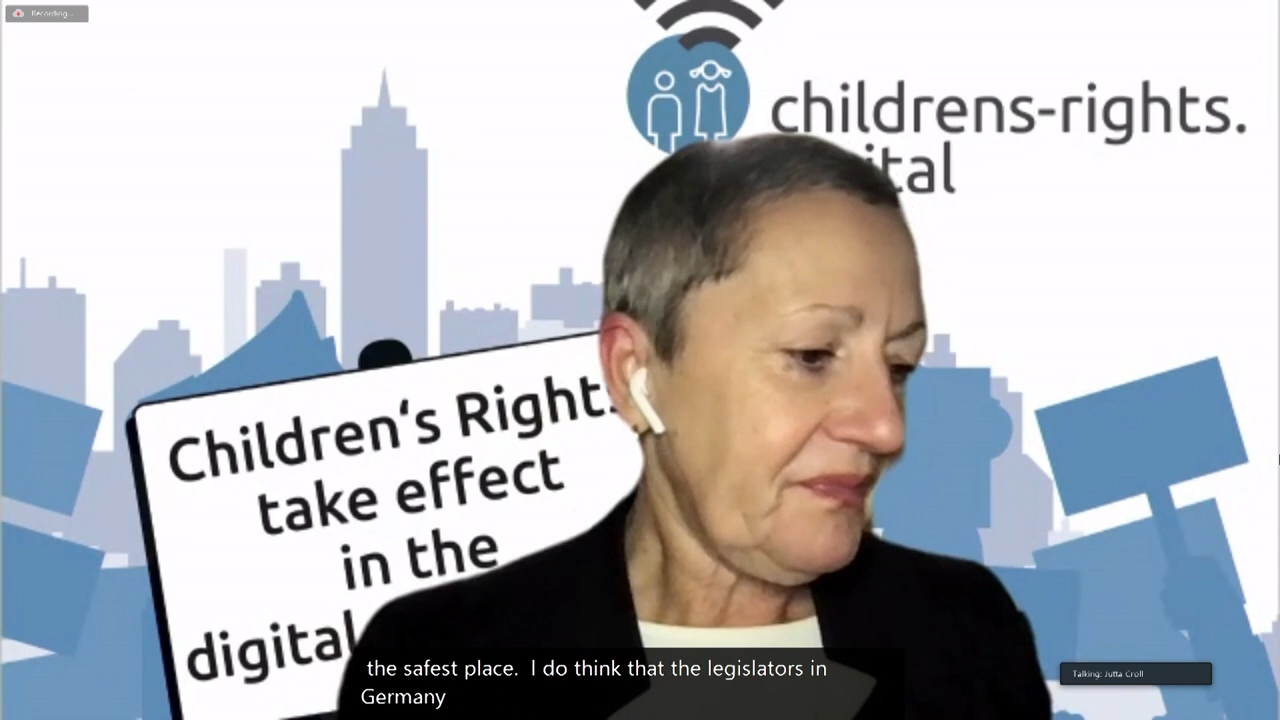 Recording...
childrens-rights.
ital
Children‘s Rights
take effect
in the
digital
the safest place.  I do think that the legislators in
Germany
Talking: Jutta Croll